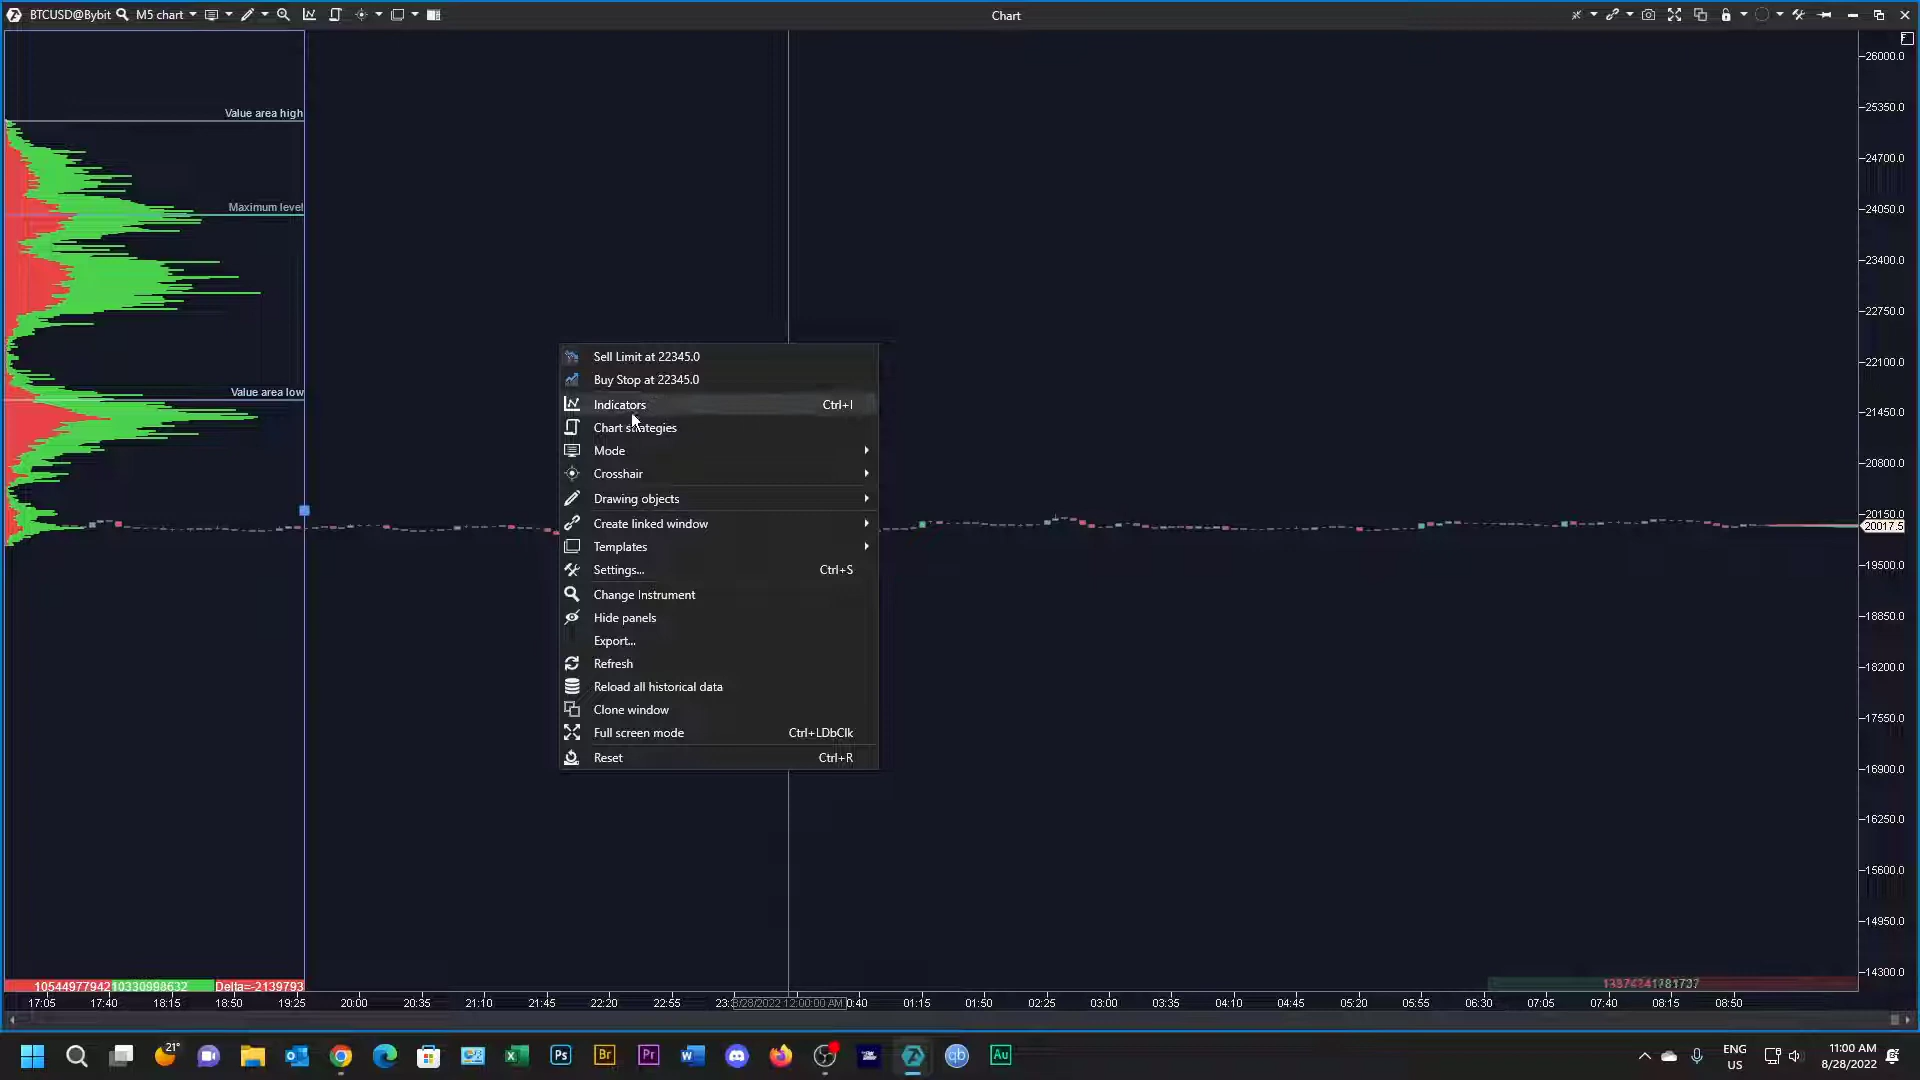 BTCUSD@Bybit M5 chart Chart
26000.0
Value area high
25350.0
24700.0
Maximum level
24050.0
23400.0
22750.0
Sell Limit at 22345.0
22100.0
Buy Stop at 22345.0
Value area low
Indicators Ctrl+I
21450.0
Chart strategies
Mode
20800.0
Crosshair
Drawing objects
20150.0
Create linked window
20017.5
Templates
19500.0
Settings... Ctrl+S
Change Instrument
18850.0
Hide panels
Export...
18200.0
Refresh
Reload all historical data
17550.0
Clone window
Full screen mode Ctrl+LDbClk
Reset Ctrl+R
16900.0
16250.0
15600.0
14950.0
14300.0
Delta=-2139793
17:05 17:40 18:15 18:50 19:25 20:00 20:35 21:10 21:45 22:20 22:55 8/28/2022 12:00:00 AM 0:40 01:15 01:50 02:25 03:00 03:35 04:10 04:45 05:20 05:55 06:30 07:05 07:40 08:15 08:50
21°
Ps Br Pr qb Au
ENG
US
11:00 AM
8/28/2022